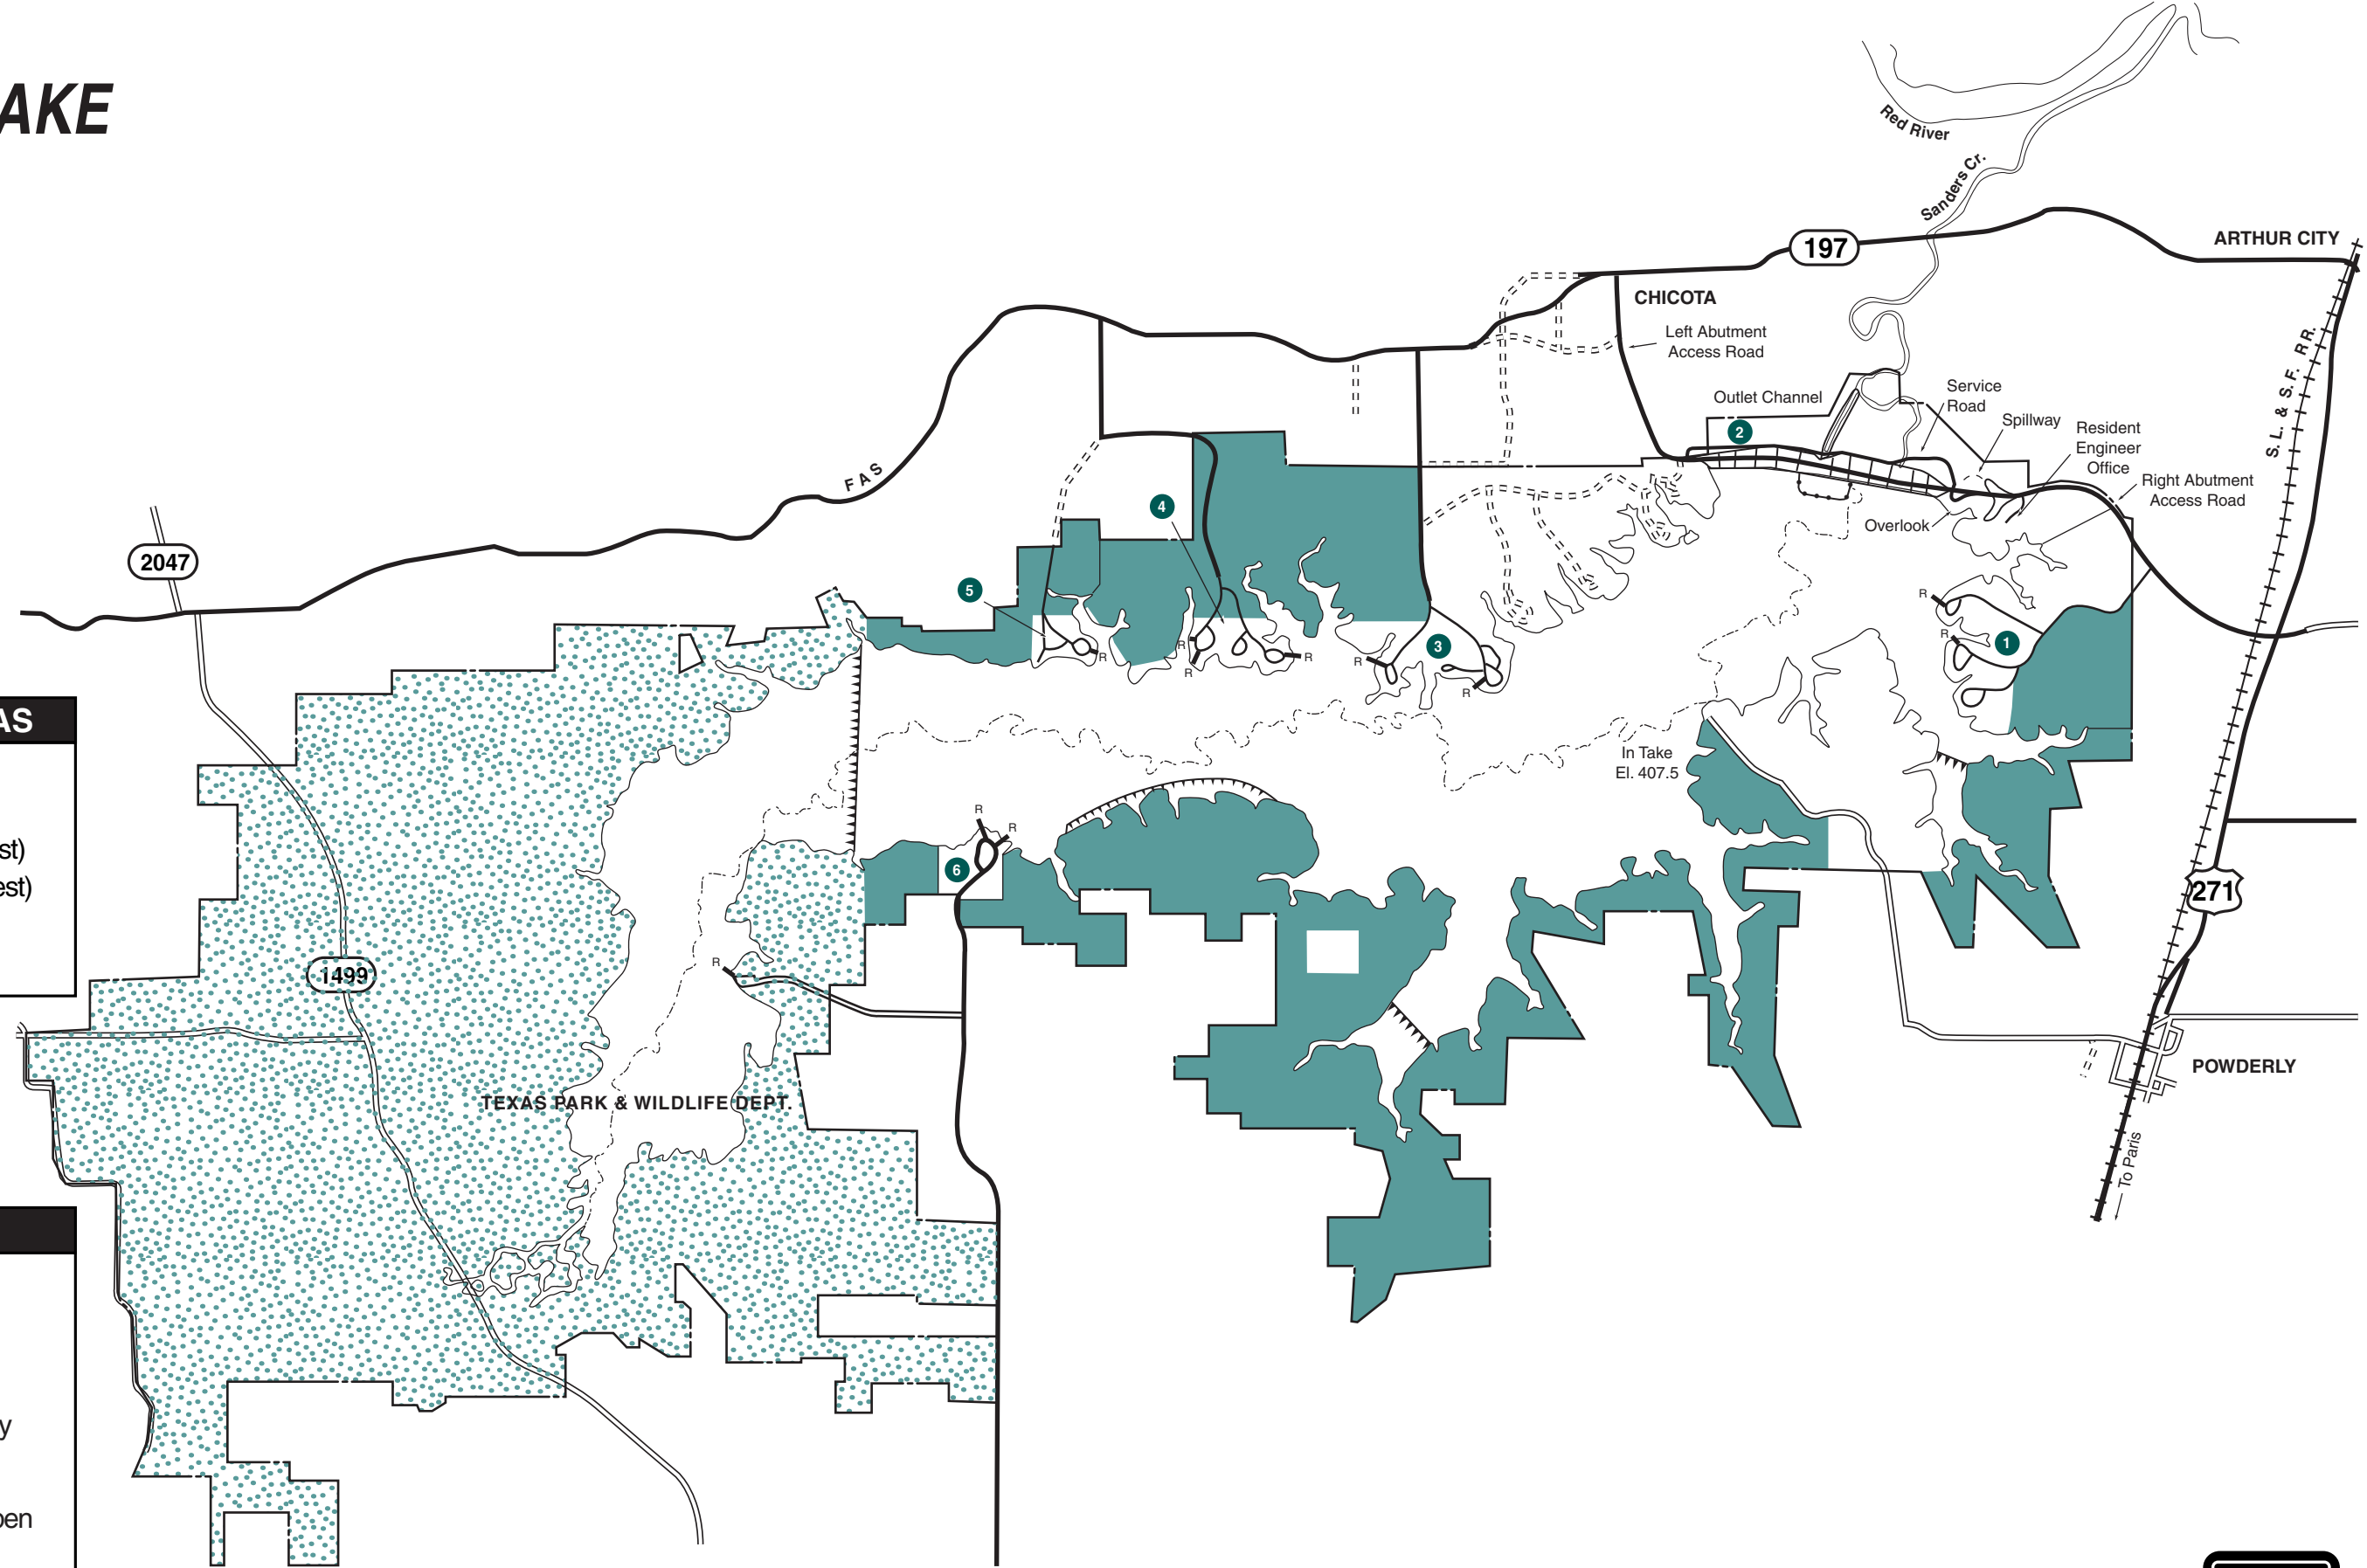 AKE
Red River
Sanders Cr.
197
ARTHUR CITY
CHICOTA
Left Abutment
Access Road
S. L. & S. F. RR.
Outlet Channel
Service
Road
2
Spillway
Resident
Engineer
Office
FAS
Right Abutment
Access Road
4
Overlook
2047
5
R
R
1
3
R
R
R
R
R
R
AS
In Take
El. 407.5
R
R
st)
6
est)
271
R
1499
POWDERLY
TEXAS PARK & WILDLIFE DEPT.
To Paris
y
pen